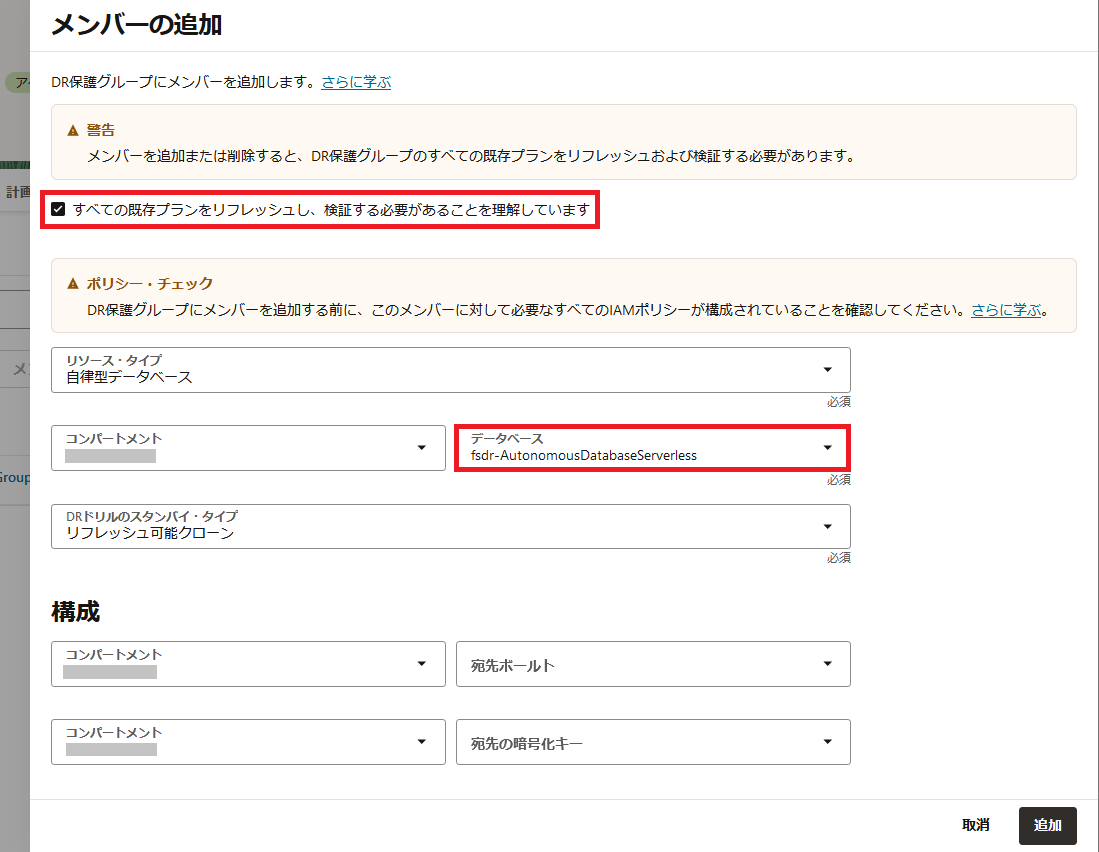 メンバーの追加
DR保護グループにメンバーを追加します。さらに学ぶ
警告
メンバーを追加または削除すると、DR保護グループのすべての既存プランをリフレッシュおよび検証する必要があります。
計画
すべての既存プランをリフレッシュし、検証する必要があることを理解しています
ポリシー・チェック
DR保護グループにメンバーを追加する前に、このメンバーに対して必要なすべてのIAMポリシーが構成されていることを確認してください。さらに学ぶ。
リソース・タイプ
自律型データベース
必須
コンパートメント
データベース
fsdr-AutonomousDatabaseServerless
必須
DRドリルのスタンバイ・タイプ
リフレッシュ可能クローン
必須
構成
コンパートメント
宛先ボールト
コンパートメント
宛先の暗号化キー
取消
追加